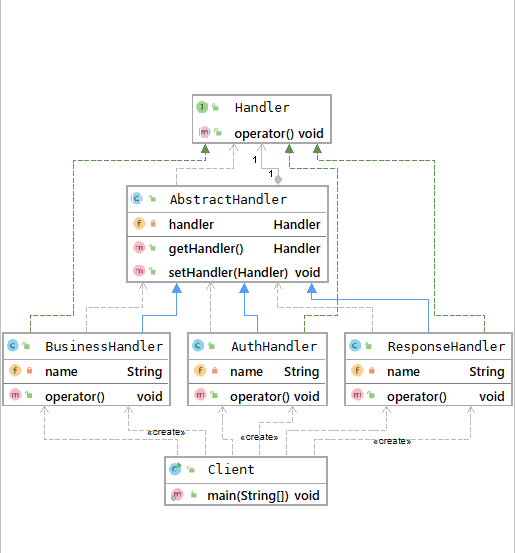 Handler
operator() void
1
1
AbstractHandler
handler Handler
getHandler() Handler
setHandler(Handler) void
BusinessHandler
name String
operator() void
AuthHandler
name String
operator() void
ResponseHandler
name String
operator() void
«create»
«create»
«create»
Client
main(String[]) void